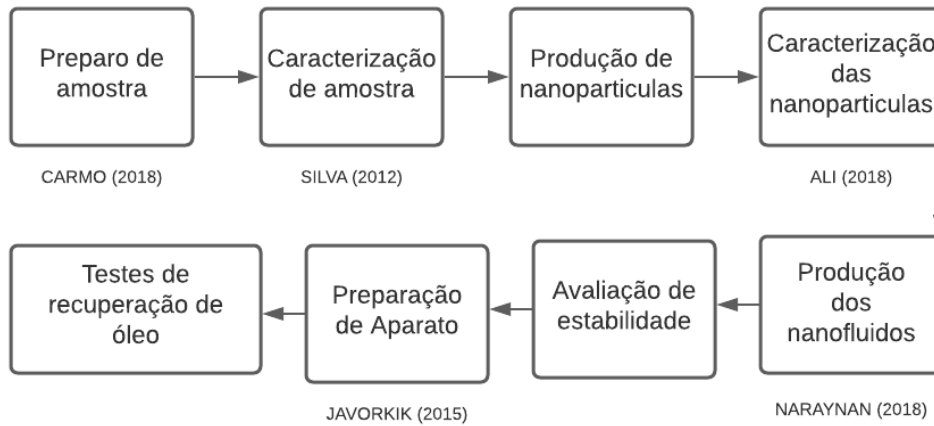 Preparo de
amostra
Caracterização
de amostra
Produção de
nanoparticulas
Caracterização
das
nanoparticulas
CARMO (2018)
SILVA (2012)
ALI (2018)
Testes de
recuperação de
óleo
Preparação
de Aparato
Avaliação de
estabilidade
Produção
dos
nanofluidos
JAVORKIK (2015)
NARAYNAN (2018)